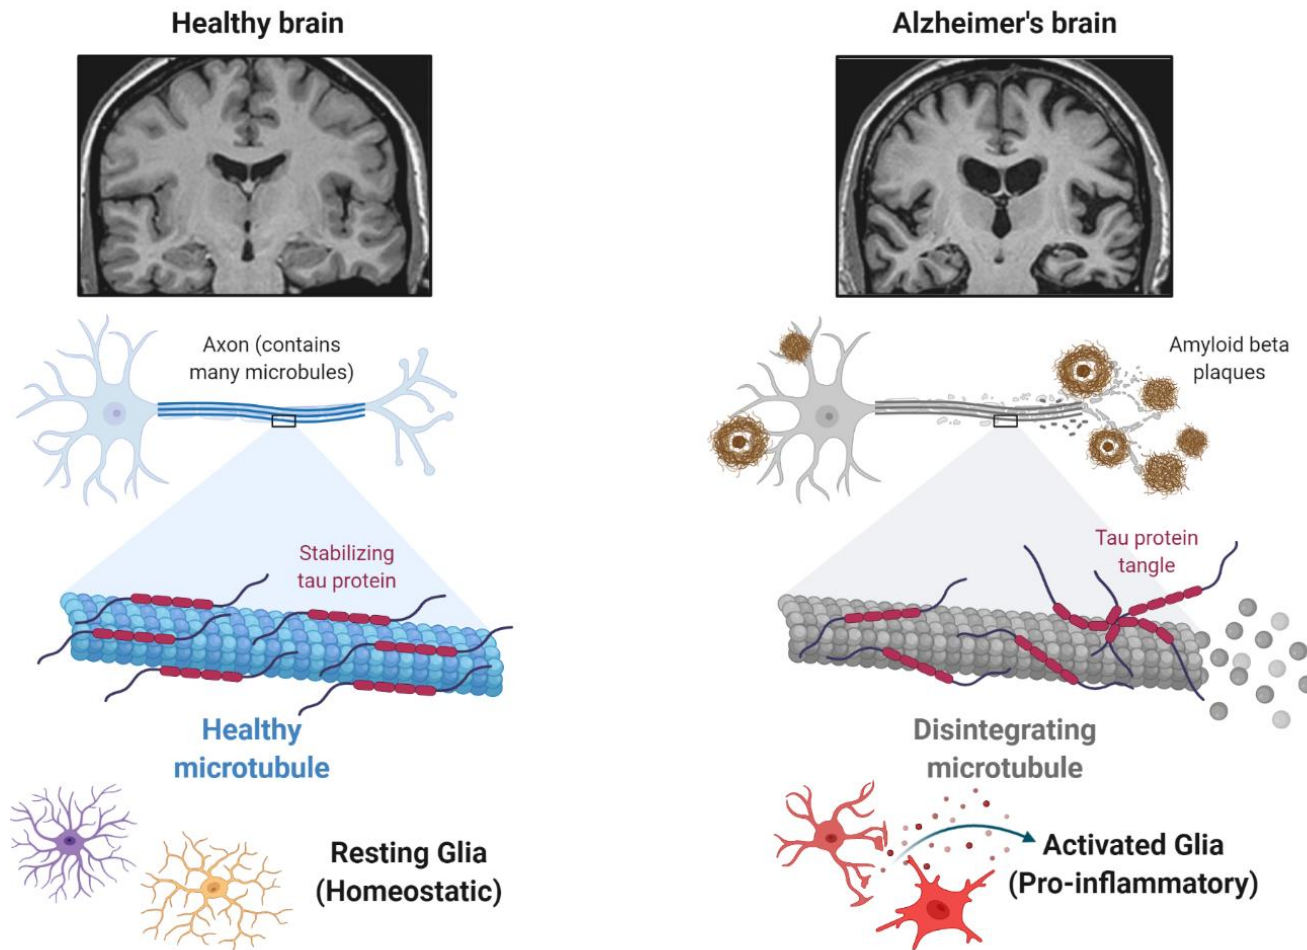 Healthy brain
Alzheimer's brain
Axon (contains
many microbules)
Amyloid beta
plaques
Stabilizing
tau protein
Tau protein
tangle
Healthy
microtubule
Disintegrating
microtubule
Resting Glia
(Homeostatic)
Activated Glia
(Pro-inflammatory)